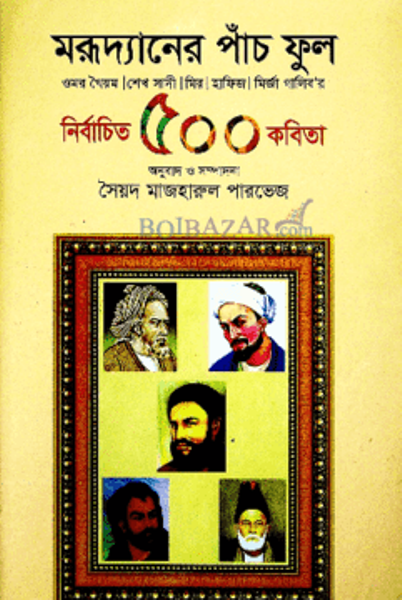 মরূদ্যানের পাঁচ ফুল
ওমর খৈয়ম | শেখ সাদী | মির | হাফিজ | মির্জা গালিব'র
নির্বাচিত ৫০০ কবিতা
অনুবাদ ও সম্পাদনা
সৈয়দ মাজহারুল পারভেজ
BOIBAZAR.com